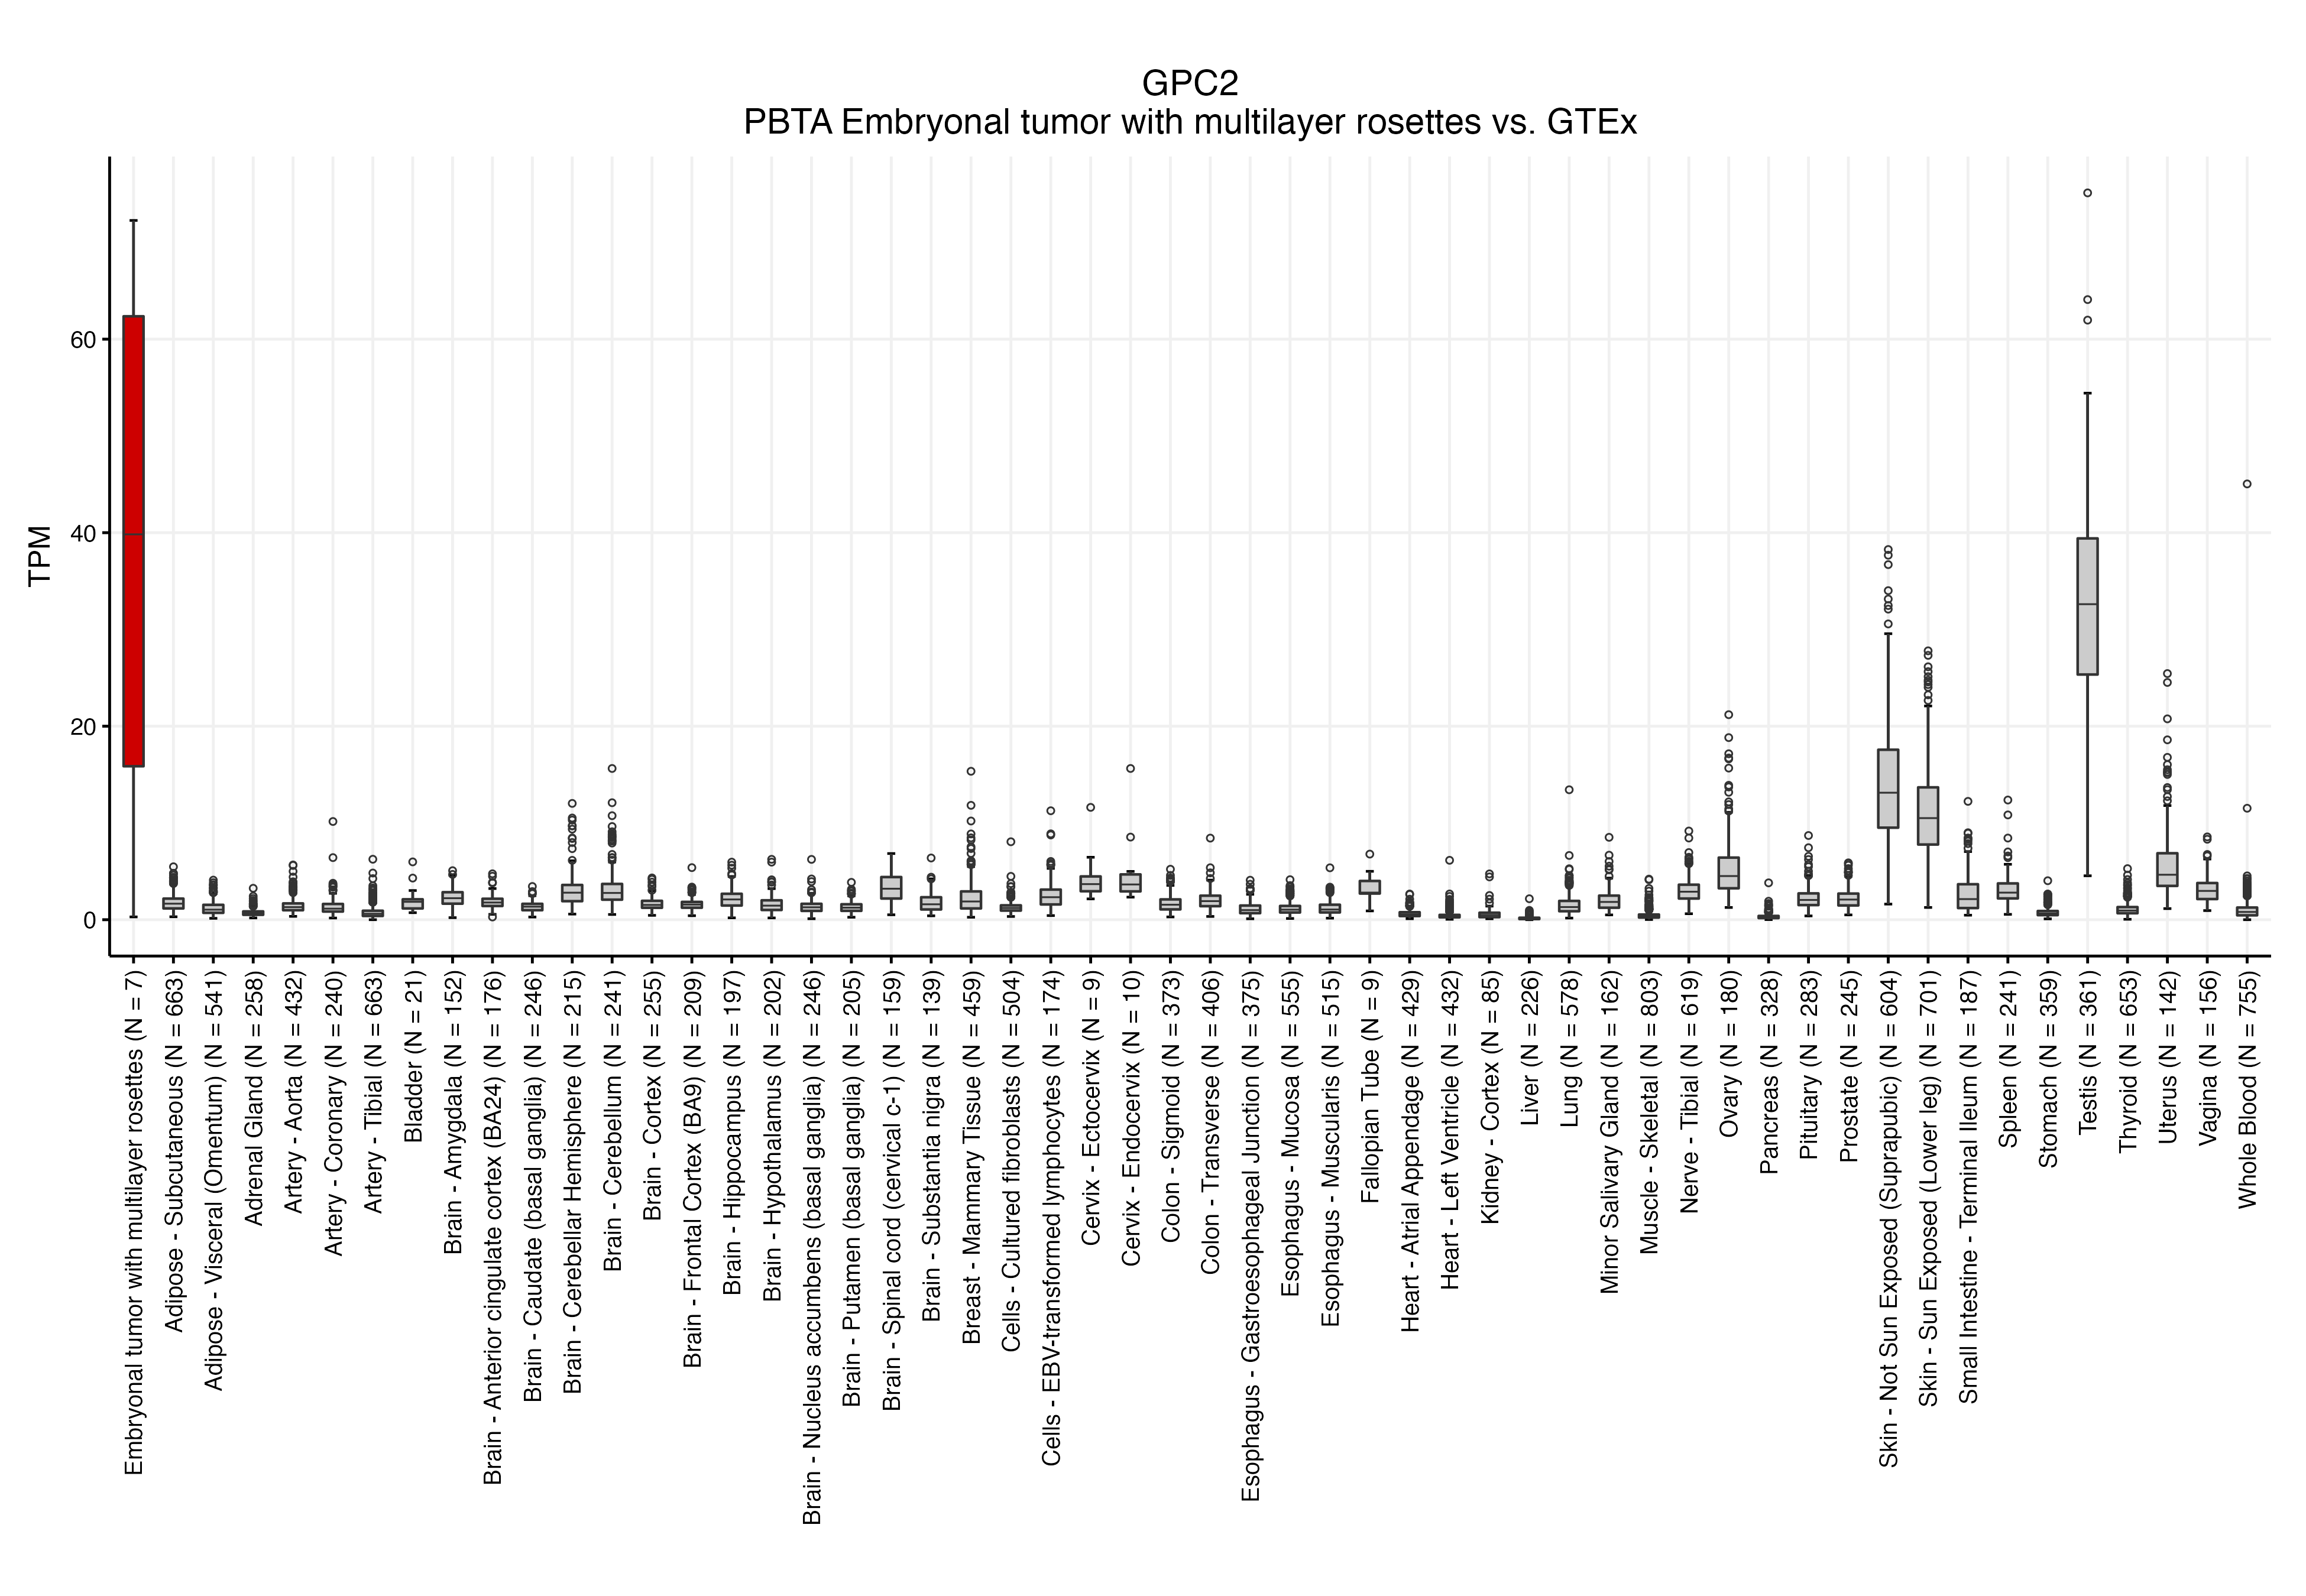 GPC2
PBTA Embryonal tumor with multilayer rosettes vs. GTEx
TPM
60
40
20
0
Embryonal tumor with multilayer rosettes (N = 7)
Adipose - Subcutaneous (N = 663)
Adipose - Visceral (Omentum) (N = 541)
Adrenal Gland (N = 258)
Artery - Aorta (N = 432)
Artery - Coronary (N = 240)
Artery - Tibial (N = 663)
Bladder (N = 21)
Brain - Amygdala (N = 152)
Brain - Anterior cingulate cortex (BA24) (N = 176)
Brain - Caudate (basal ganglia) (N = 246)
Brain - Cerebellar Hemisphere (N = 215)
Brain - Cerebellum (N = 241)
Brain - Cortex (N = 255)
Brain - Frontal Cortex (BA9) (N = 209)
Brain - Hippocampus (N = 197)
Brain - Hypothalamus (N = 202)
Brain - Nucleus accumbens (basal ganglia) (N = 246)
Brain - Putamen (basal ganglia) (N = 205)
Brain - Spinal cord (cervical c-1) (N = 159)
Brain - Substantia nigra (N = 139)
Breast - Mammary Tissue (N = 459)
Cells - Cultured fibroblasts (N = 504)
Cells - EBV-transformed lymphocytes (N = 174)
Cervix - Ectocervix (N = 9)
Cervix - Endocervix (N = 10)
Colon - Sigmoid (N = 373)
Colon - Transverse (N = 406)
Esophagus - Gastroesophageal Junction (N = 375)
Esophagus - Mucosa (N = 555)
Esophagus - Muscularis (N = 515)
Fallopian Tube (N = 9)
Heart - Atrial Appendage (N = 429)
Heart - Left Ventricle (N = 432)
Kidney - Cortex (N = 85)
Liver (N = 226)
Lung (N = 578)
Minor Salivary Gland (N = 162)
Muscle - Skeletal (N = 803)
Nerve - Tibial (N = 619)
Ovary (N = 180)
Pancreas (N = 328)
Pituitary (N = 283)
Prostate (N = 245)
Skin - Not Sun Exposed (Suprapubic) (N = 604)
Skin - Sun Exposed (Lower leg) (N = 701)
Small Intestine - Terminal Ileum (N = 187)
Spleen (N = 241)
Stomach (N = 359)
Testis (N = 361)
Thyroid (N = 653)
Uterus (N = 142)
Vagina (N = 156)
Whole Blood (N = 755)